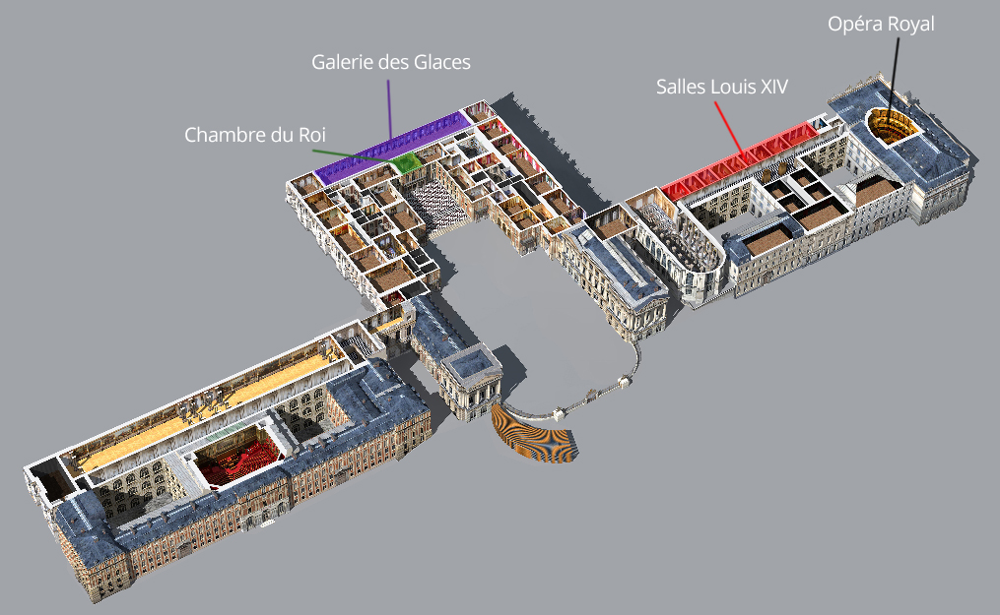 Opéra Royal
Galerie des Glaces
Salles Louis XIV
Chambre du Roi